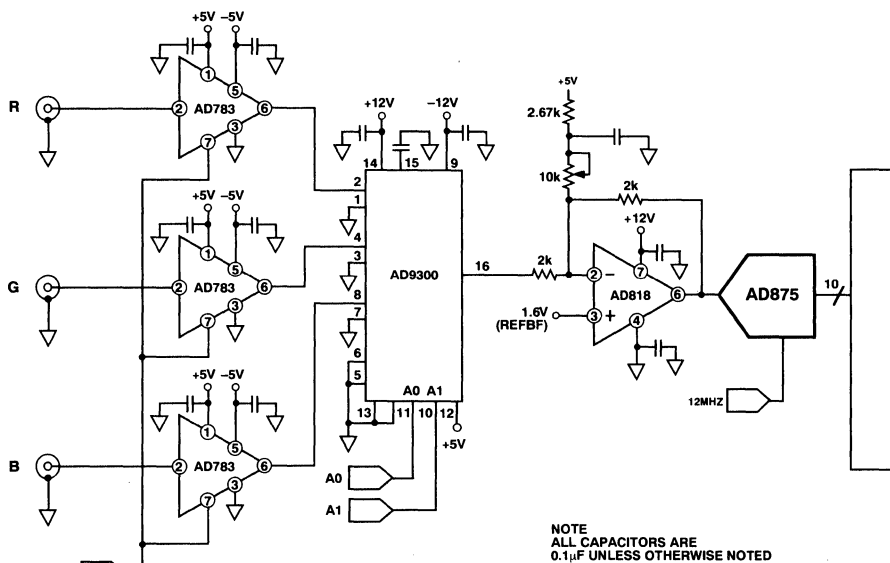 +5V −5V
1
5
R
2 AD783 6
3
7
+12V −12V
14 15 9
2
1
4
3
8
7
6
5
AD9300
16
A0 A1
13 11 10 12
+5V
+5V −5V
1
5
G
2 AD783 6
3
7
+5V −5V
1
5
B
2 AD783 6
3
7
A0
A1
+5V
2.67k
10k
2k
+12V
2k
2 −
7
AD818 6
1.6V
(REFBF)
3 +
4
AD875
10
12MHZ
NOTE
ALL CAPACITORS ARE
0.1µF UNLESS OTHERWISE NOTED